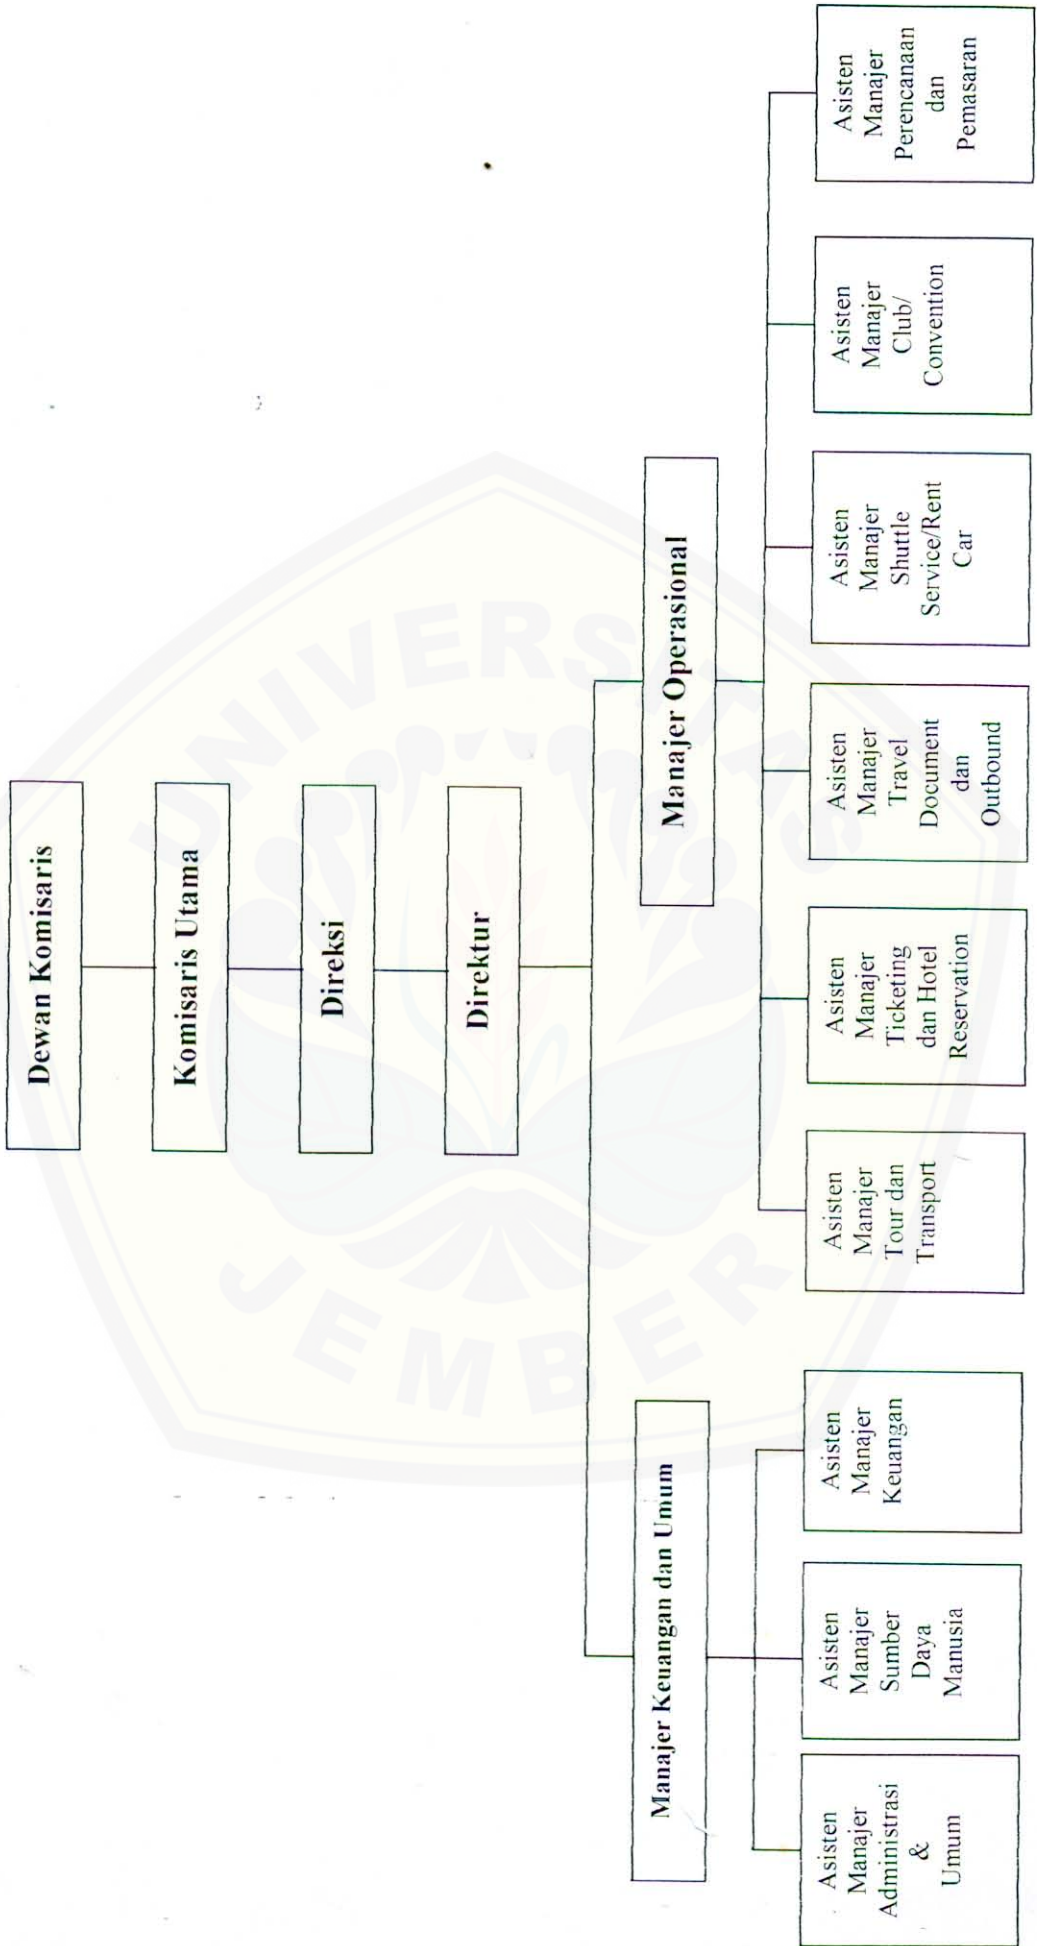 Dewan Komisaris
Komisaris Utama
Direksi
Direktur
Manajer Keuangan dan Umum
Manajer Operasional
Asisten
Manajer
Administrasi
&
Umum
Asisten
Manajer
Sumber
Daya
Manusia
Asisten
Manajer
Keuangan
Asisten
Manajer
Tour dan
Transport
Asisten
Manajer
Ticketing
dan Hotel
Reservation
Asisten
Manajer
Travel
Document
dan
Outbound
Asisten
Manajer
Shuttle
Service/Rent
Car
Asisten
Manajer
Club/
Convention
Asisten
Manajer
Perencanaan
dan
Pemasaran
UNIVERSITAS
JEMBER